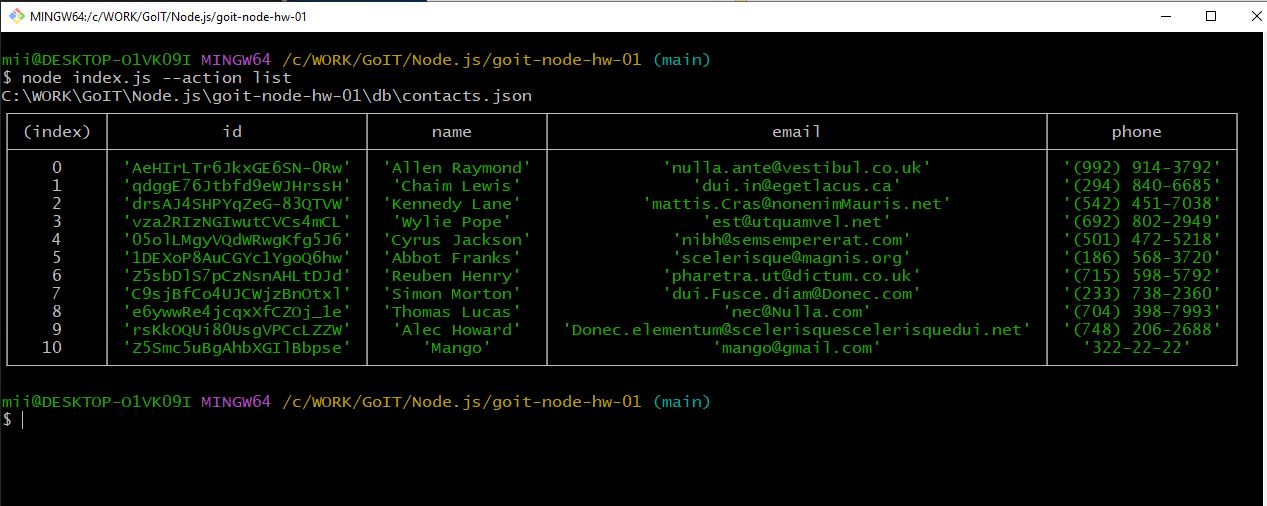 MINGW64:/c/WORK/GoIT/Node.js/goit-node-hw-01
mii@DESKTOP-O1VK09I MINGW64 /c/WORK/GoIT/Node.js/goit-node-hw-01 (main)
$ node index.js --action list
C:\WORK\GoIT\Node.js\goit-node-hw-01\db\contacts.json
(index) id name email phone
0 'AeHIrLTr6JkxGE6SN-0Rw' 'Allen Raymond' 'nulla.ante@vestibul.co.uk' '(992) 914-3792'
1 'qdggE76Jtbfd9eWJHrssH' 'Chaim Lewis' 'dui.in@egetlacus.ca' '(294) 840-6685'
2 'drsAJ4SHPYqZeG-83QTVW' 'Kennedy Lane' 'mattis.Cras@nonenimMauris.net' '(542) 451-7038'
3 'vza2RIzNGIwutCVCs4mCL' 'Wylie Pope' 'est@utquamvel.net' '(692) 802-2949'
4 '05olLMgyVQdWRwgKfg5J6' 'Cyrus Jackson' 'nibh@semsempererat.com' '(501) 472-5218'
5 '1DEXoP8AuCGYc1YgoQ6hw' 'Abbot Franks' 'scelerisque@magnis.org' '(186) 568-3720'
6 'Z5sbDlS7pCzNsnAHLtDJd' 'Reuben Henry' 'pharetra.ut@dictum.co.uk' '(715) 598-5792'
7 'C9sjBfCo4UJCWjzBnOtxl' 'Simon Morton' 'dui.Fusce.diam@Donec.com' '(233) 738-2360'
8 'e6ywwRe4jcqxXfCZOj_1e' 'Thomas Lucas' 'nec@Nulla.com' '(704) 398-7993'
9 'rsKkOQUi80UsgVPCcLZZW' 'Alec Howard' 'Donec.elementum@scelerisquescelerisquedui.net' '(748) 206-2688'
10 'Z5Smc5uBgAhbXGIlBbpse' 'Mango' 'mango@gmail.com' '322-22-22'
mii@DESKTOP-O1VK09I MINGW64 /c/WORK/GoIT/Node.js/goit-node-hw-01 (main)
$